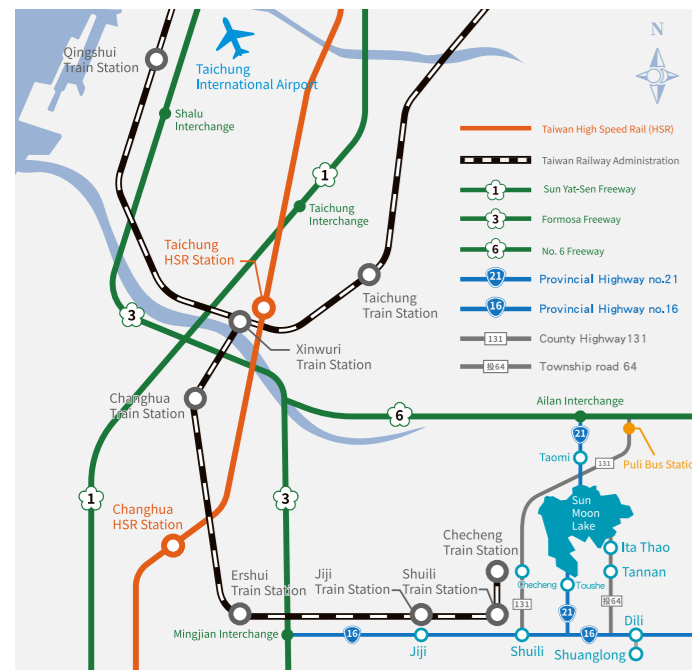 Qingshui
Train Station
Taichung
International Airport
N
Shalu
Interchange
1
Taichung
Interchange
Taiwan High Speed Rail (HSR)
Taiwan Railway Administration
1
Sun Yat-Sen Freeway
3
Formosa Freeway
6
No. 6 Freeway
21
Provincial Highway no.21
16
Provincial Highway no.16
131
County Highway131
投64
Township road 64
Taichung
HSR Station
Taichung
Train Station
3
Xinwuri
Train Station
Changhua
Train Station
6
Ailan Interchange
21
Taomi
131
Puli Bus Statio
1
Changhua
HSR Station
3
Sun
Moon
Lake
Checheng
Train Station
Ita Thao
Tannan
Checheng
Toushe
Ershui
Train Station
Jiji
Train Station
Shuili
Train Station
131
21
投64
Mingjian Interchange
16
16
Jiji
Shuili
Dili
Shuanglong